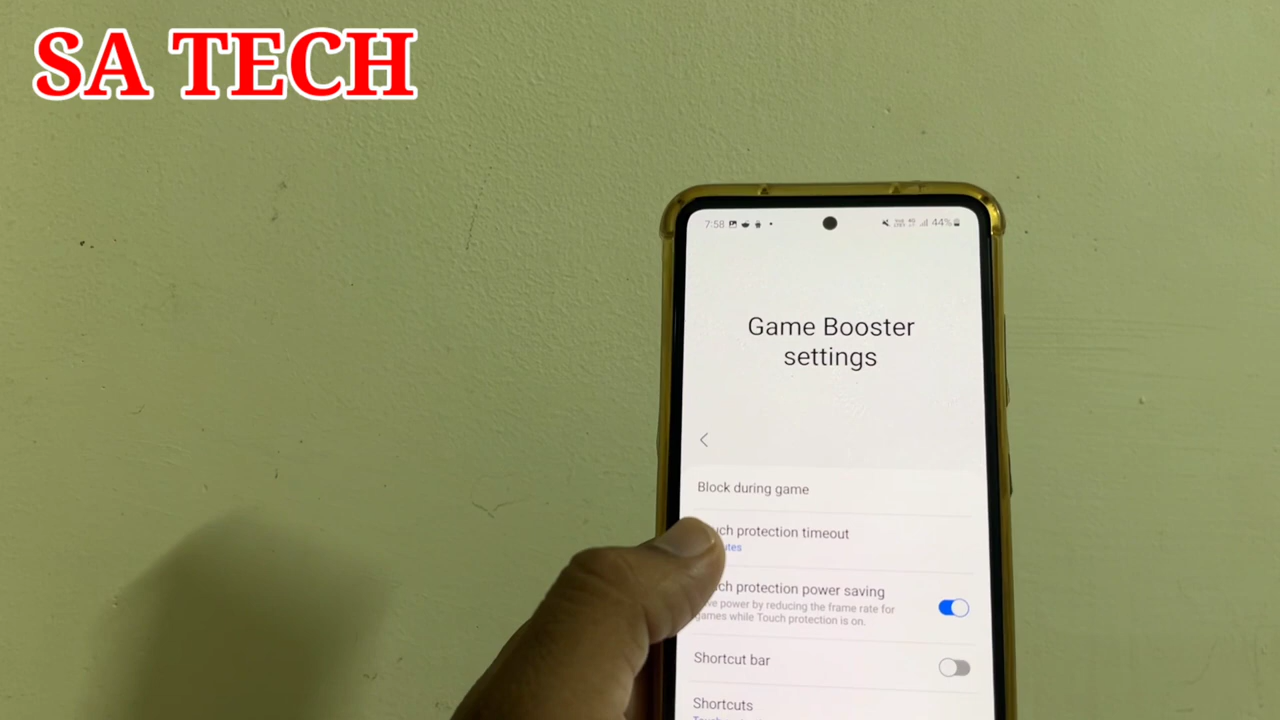 SA TECH
7:58
44%
Game Booster
settings
Block during game
protection timeout
protection power saving
power by reducing the frame rate for
games while Touch protection is on.
Shortcut bar
Shortcuts